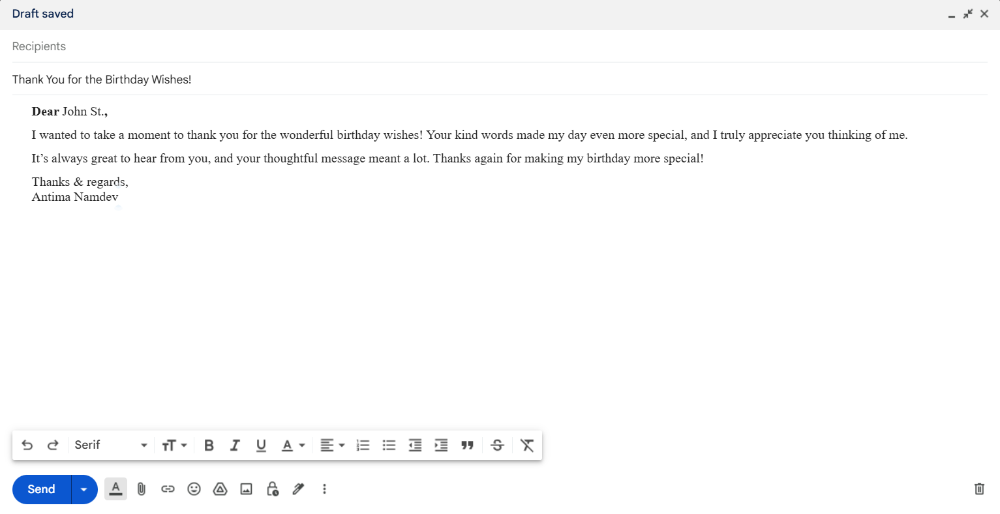 Draft saved
Recipients
Thank You for the Birthday Wishes!
Dear John St.,
I wanted to take a moment to thank you for the wonderful birthday wishes! Your kind words made my day even more special, and I truly appreciate you thinking of me.
It’s always great to hear from you, and your thoughtful message meant a lot. Thanks again for making my birthday more special!
Thanks & regards,
Antima Namdev
Serif
Send